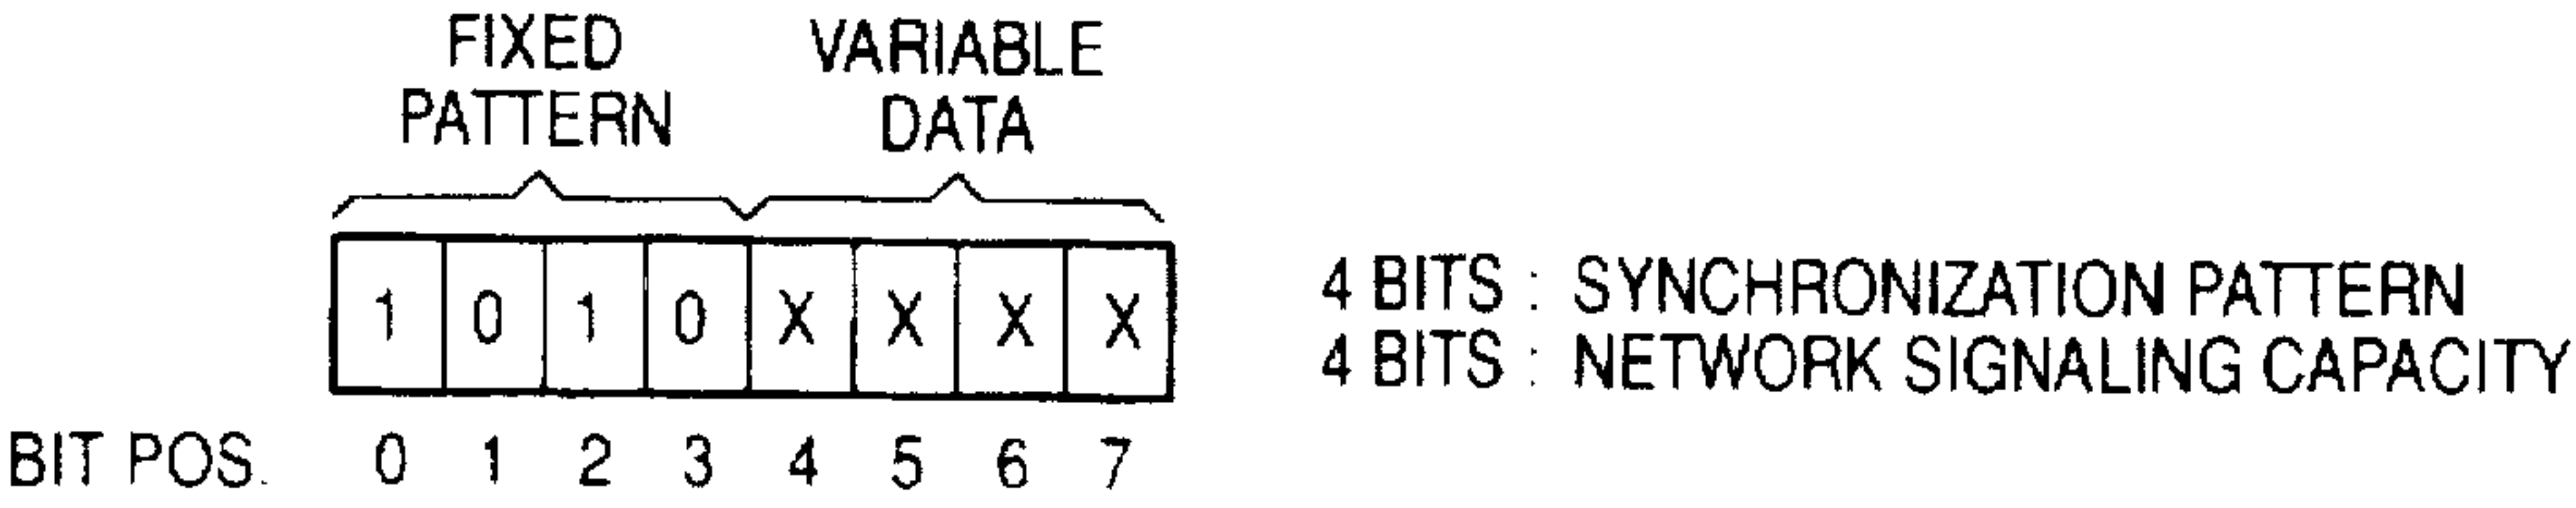 FIXED PATTERN
VARIABLE DATA
1 0 1 0 X X X X
BIT POS. 0 1 2 3 4 5 6 7
4 BITS : SYNCHRONIZATION PATTERN
4 BITS : NETWORK SIGNALING CAPACITY